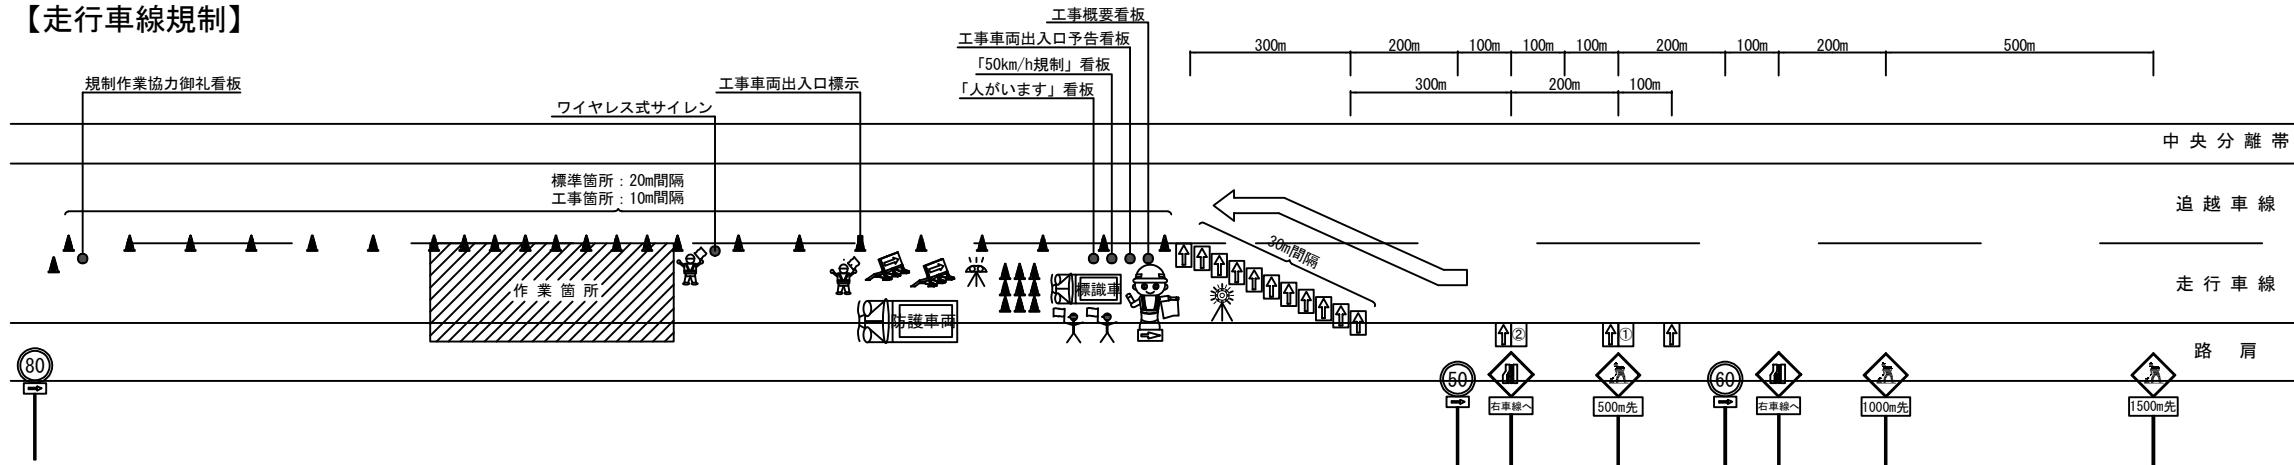 【走行車線規制】
工事概要看板
工事車両出入口予告看板
「50km/h規制」看板
「人がいます」看板
規制作業協力御礼看板
工事車両出入口標示
ワイヤレス式サイレン
300m 200m 100m 100m 100m 200m 100m 200m 500m
300m 200m 100m
中央分離帯
標準箇所：20m間隔
工事箇所：10m間隔
追越車線
30m間隔
作業箇所
標識車
走行車線
防護車両
② ①
路肩
80
50 60
右車線へ 500m先 右車線へ 1000m先 1500m先